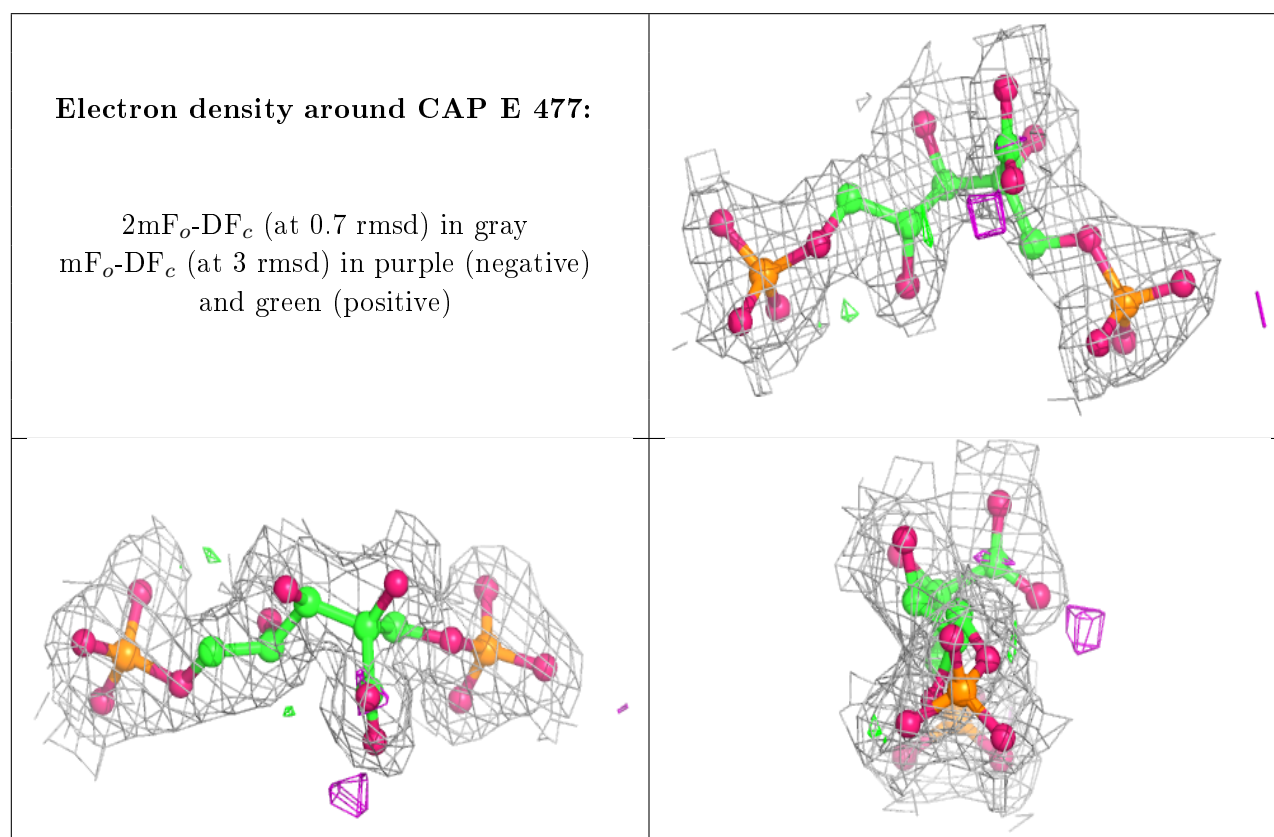 Electron density around CAP E 477:
2mFo-DFc (at 0.7 rmsd) in gray
mFo-DFc (at 3 rmsd) in purple (negative)
and green (positive)